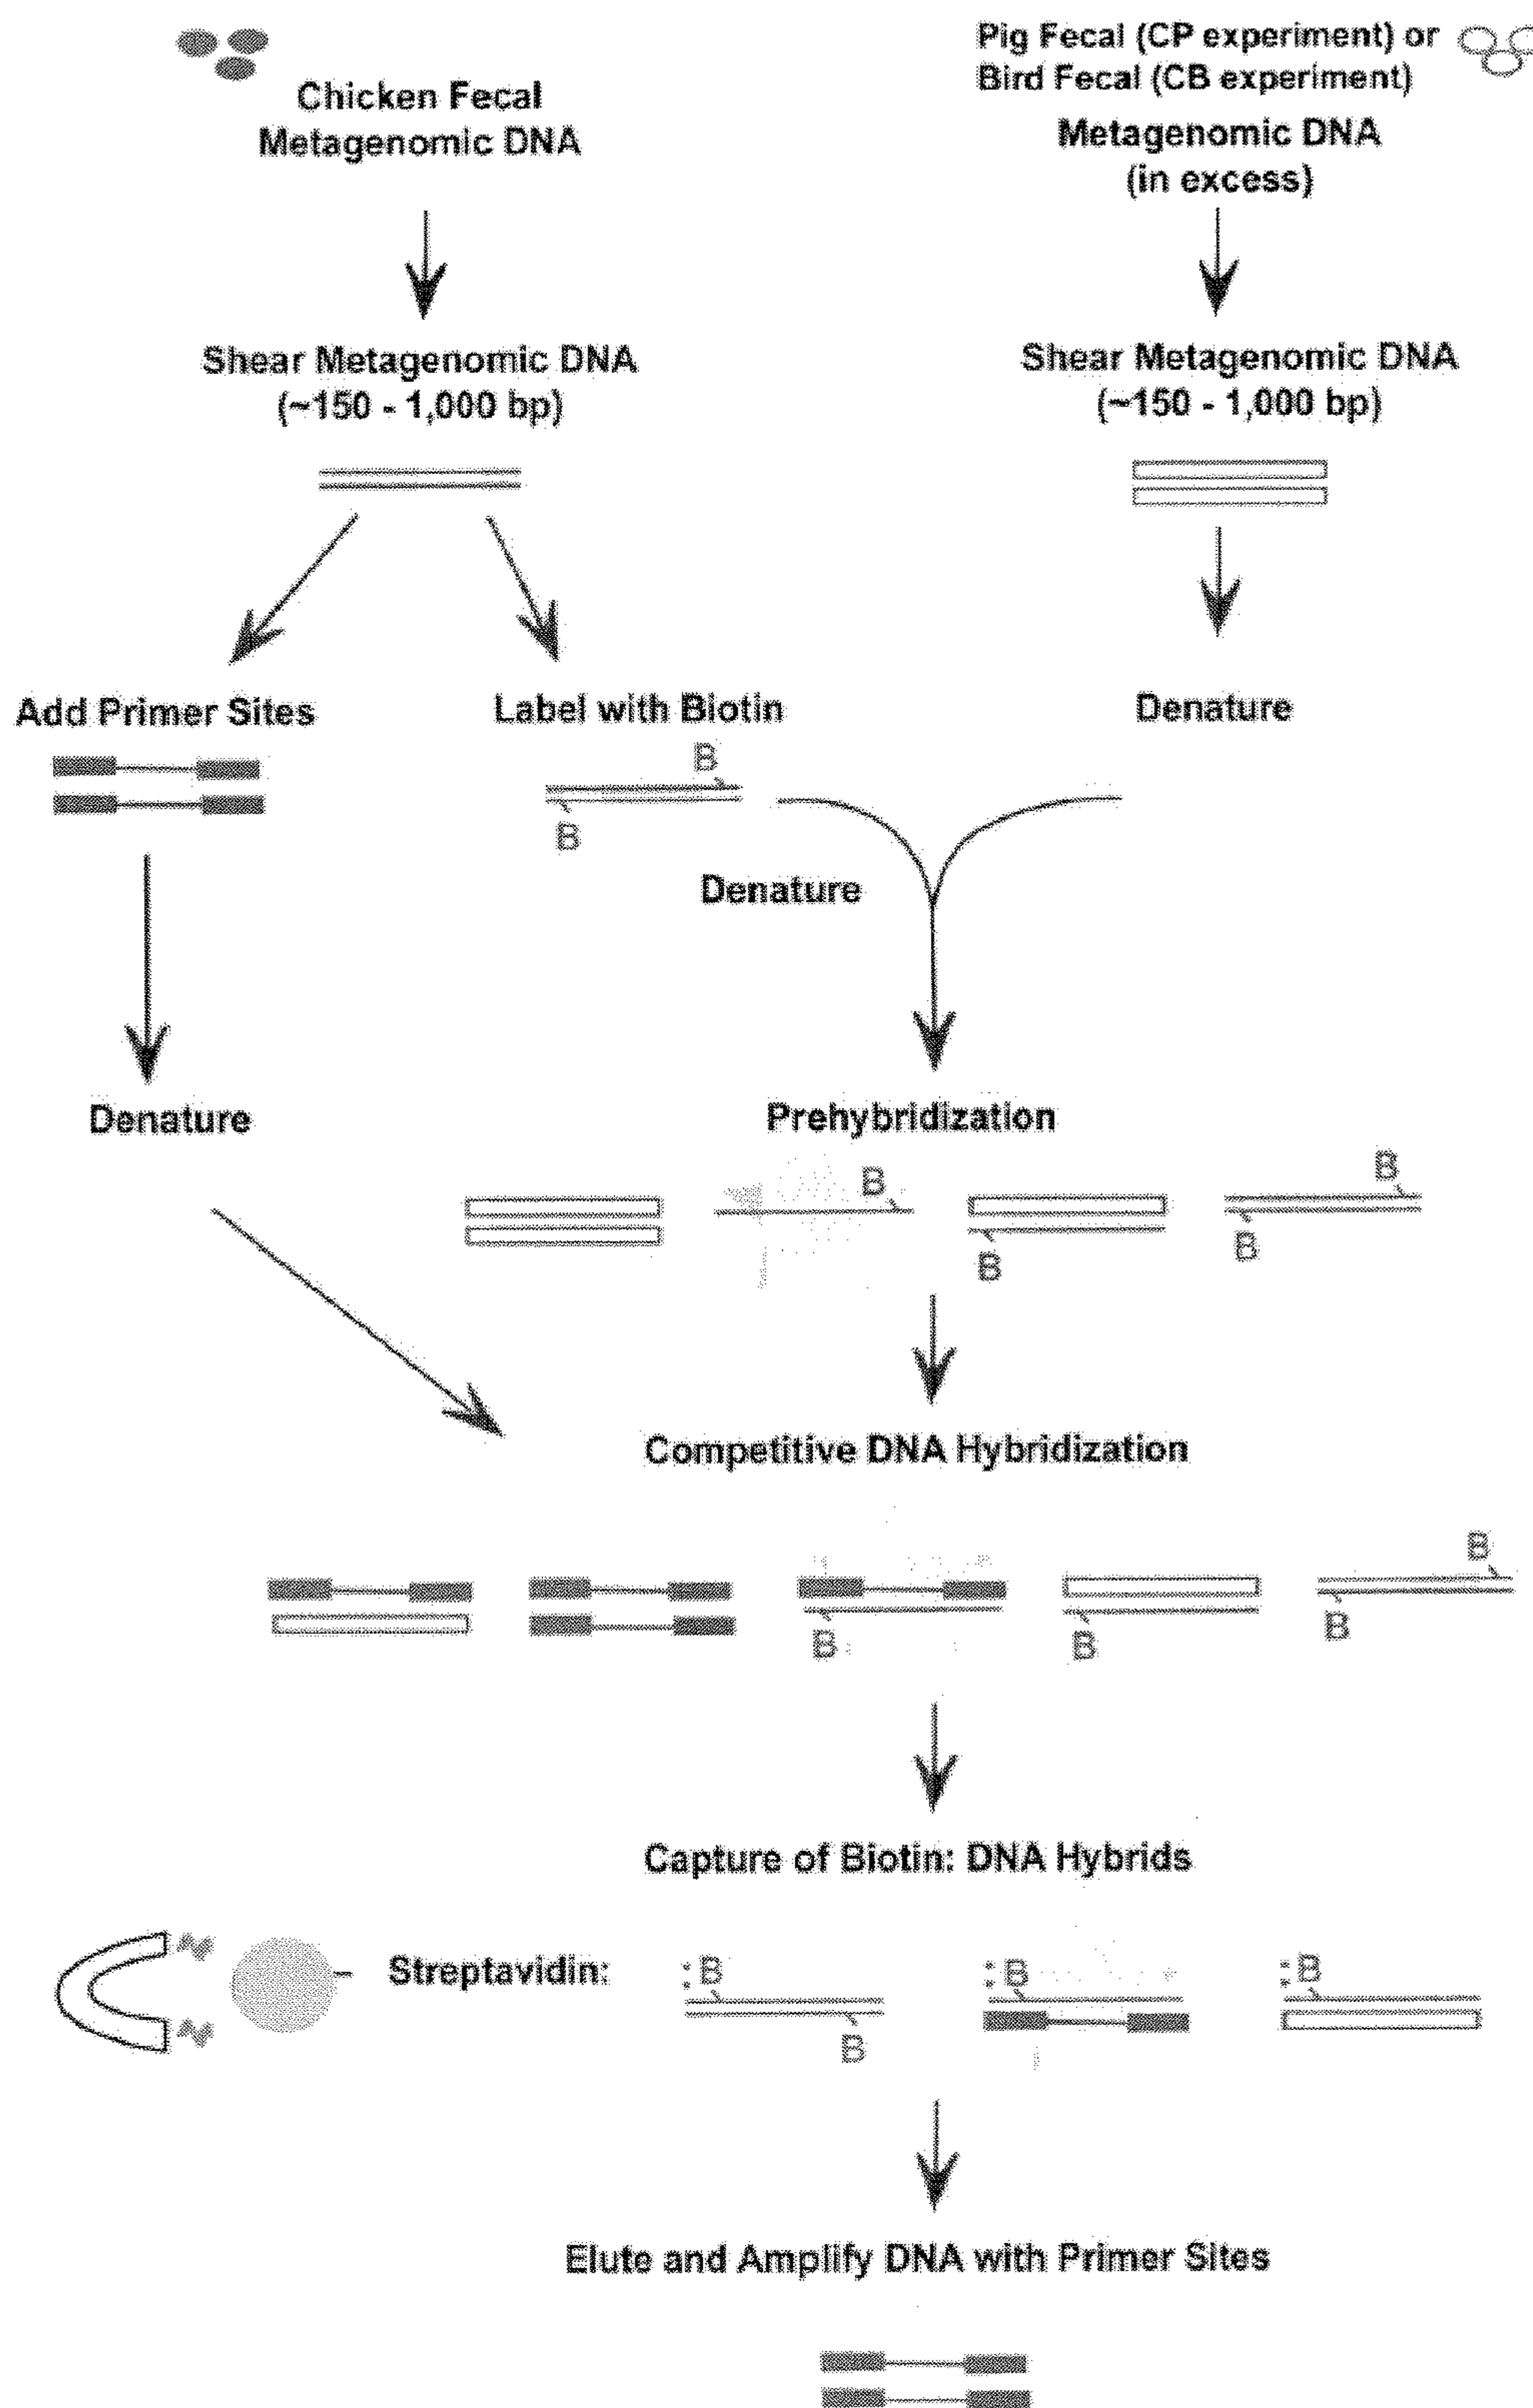 Chicken Fecal
Metagenomic DNA
Pig Fecal (CP experiment) or
Bird Fecal (CB experiment)
Metagenomic DNA
(in excess)
Shear Metagenomic DNA
(~150 - 1,000 bp)
Shear Metagenomic DNA
(~150 - 1,000 bp)
Add Primer Sites
Label with Biotin
Denature
B
B
Denature
Denature
Prehybridization
B
B
B
B
Competitive DNA Hybridization
B
B
B
B
Capture of Biotin: DNA Hybrids
Streptavidin:
:B
:B
:B
B
Elute and Amplify DNA with Primer Sites